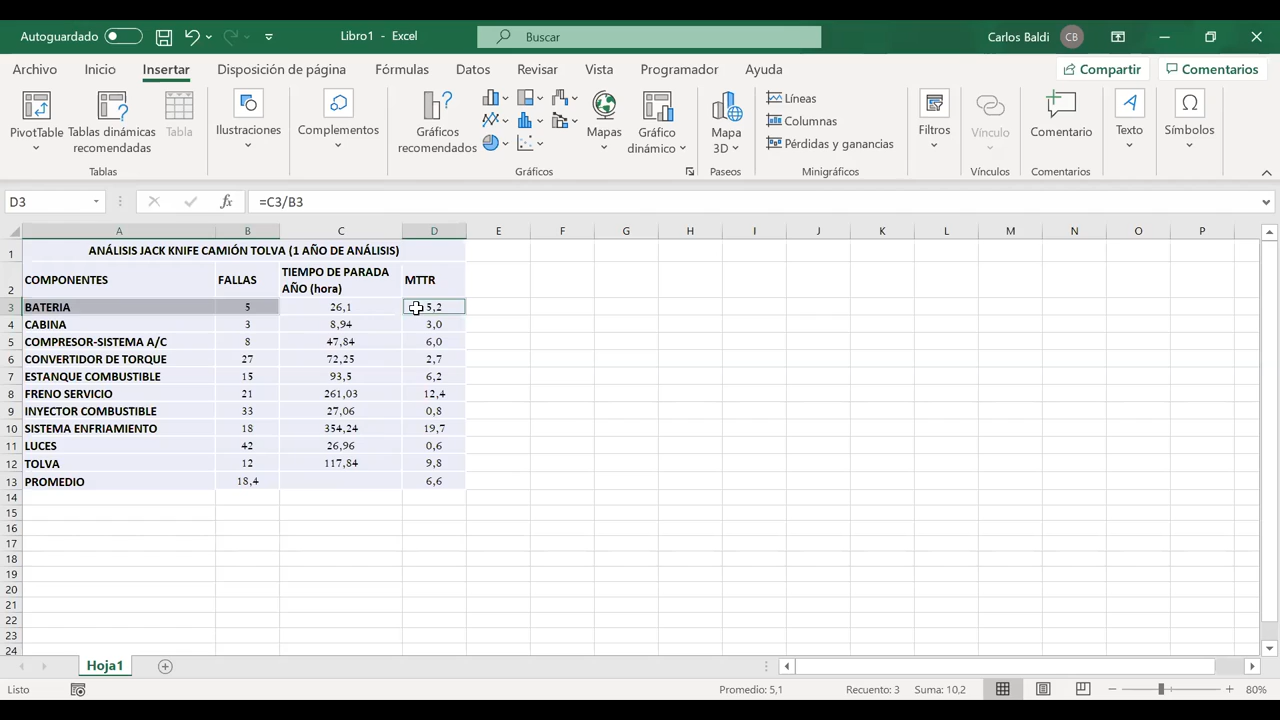 Autoguardado
Libro1 - Excel
Buscar
Carlos Baldi CB
Archivo Inicio Insertar Disposición de página Fórmulas Datos Revisar Vista Programador Ayuda
Compartir Comentarios
PivotTable
Tablas dinámicas recomendadas
Tabla
Ilustraciones
Complementos
Gráficos recomendados
Mapas
Gráfico dinámico
Mapa 3D
Líneas
Columnas
Pérdidas y ganancias
Filtros
Vínculo
Comentario
Texto
Símbolos
Tablas Gráficos Paseos Minigráficos Vínculos Comentarios
D3 fx =C3/B3
A B C D E F G H I J K L M N O P
1 ANÁLISIS JACK KNIFE CAMIÓN TOLVA (1 AÑO DE ANÁLISIS)
2 COMPONENTES FALLAS TIEMPO DE PARADA AÑO (hora) MTTR
3 BATERIA 5 26,1 5,2
4 CABINA 3 8,94 3,0
5 COMPRESOR-SISTEMA A/C 8 47,84 6,0
6 CONVERTIDOR DE TORQUE 27 72,25 2,7
7 ESTANQUE COMBUSTIBLE 15 93,5 6,2
8 FRENO SERVICIO 21 261,03 12,4
9 INYECTOR COMBUSTIBLE 33 27,06 0,8
10 SISTEMA ENFRIAMIENTO 18 354,24 19,7
11 LUCES 42 26,96 0,6
12 TOLVA 12 117,84 9,8
13 PROMEDIO 18,4 6,6
14
15
16
17
18
19
20
21
22
23
24
Hoja1
Listo
Promedio: 5,1 Recuento: 3 Suma: 10,2 80%